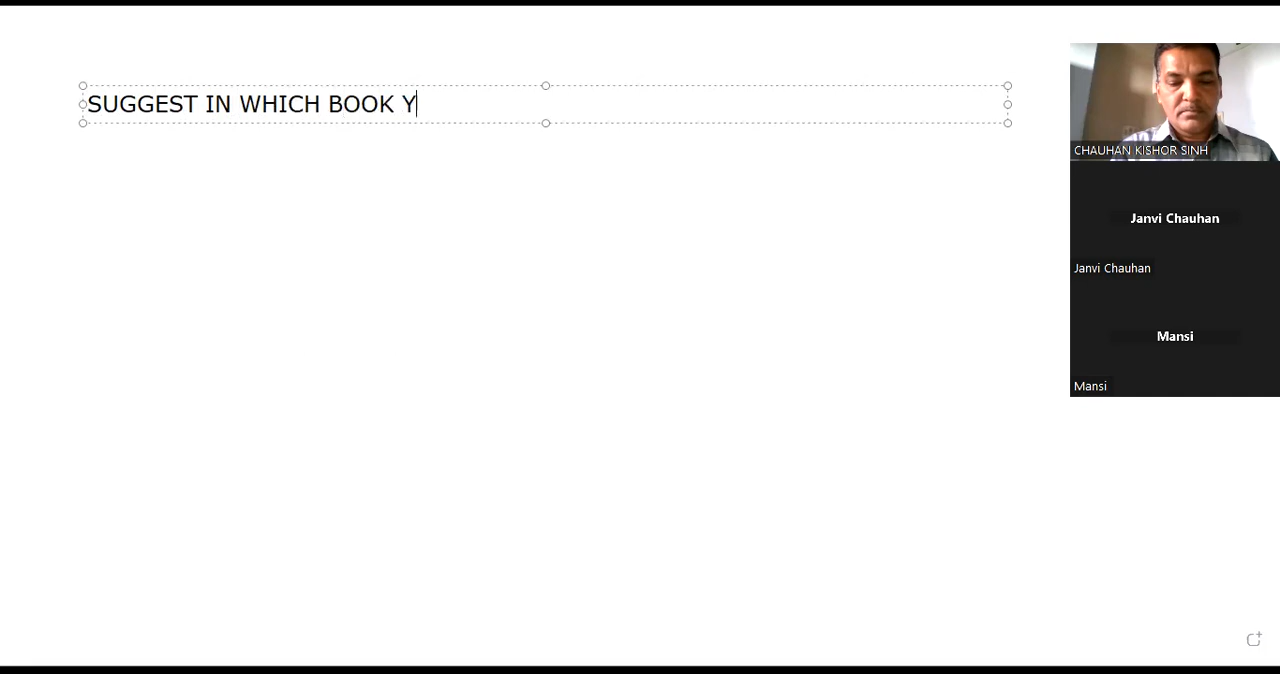 SUGGEST IN WHICH BOOK Y
CHAUHAN KISHOR SINH
Janvi Chauhan
Janvi Chauhan
Mansi
Mansi